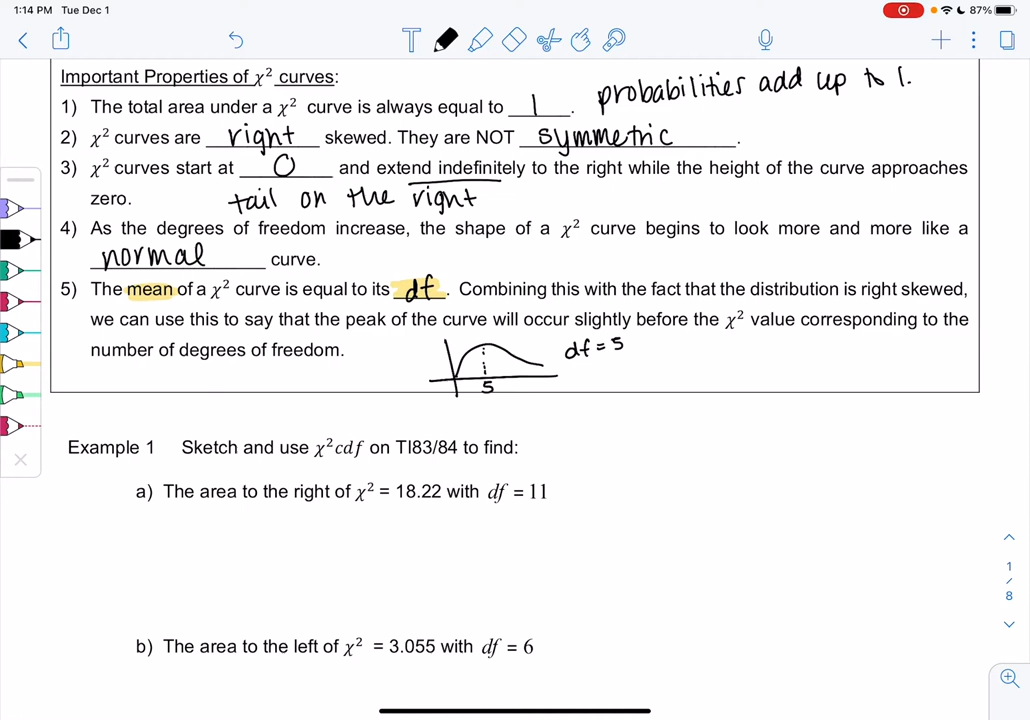 1:14 PM Tue Dec 1
87%
Important Properties of χ² curves:
probabilities add up to 1.
1) The total area under a χ² curve is always equal to 1.
2) χ² curves are right skewed. They are NOT symmetric.
3) χ² curves start at 0 and extend indefinitely to the right while the height of the curve approaches
zero. tail on the right
4) As the degrees of freedom increase, the shape of a χ² curve begins to look more and more like a
normal curve.
5) The mean of a χ² curve is equal to its df. Combining this with the fact that the distribution is right skewed,
we can use this to say that the peak of the curve will occur slightly before the χ² value corresponding to the
number of degrees of freedom.
df = 5
5
Example 1 Sketch and use χ²cdf on TI83/84 to find:
a) The area to the right of χ² = 18.22 with df = 11
1
/
8
b) The area to the left of χ² = 3.055 with df = 6